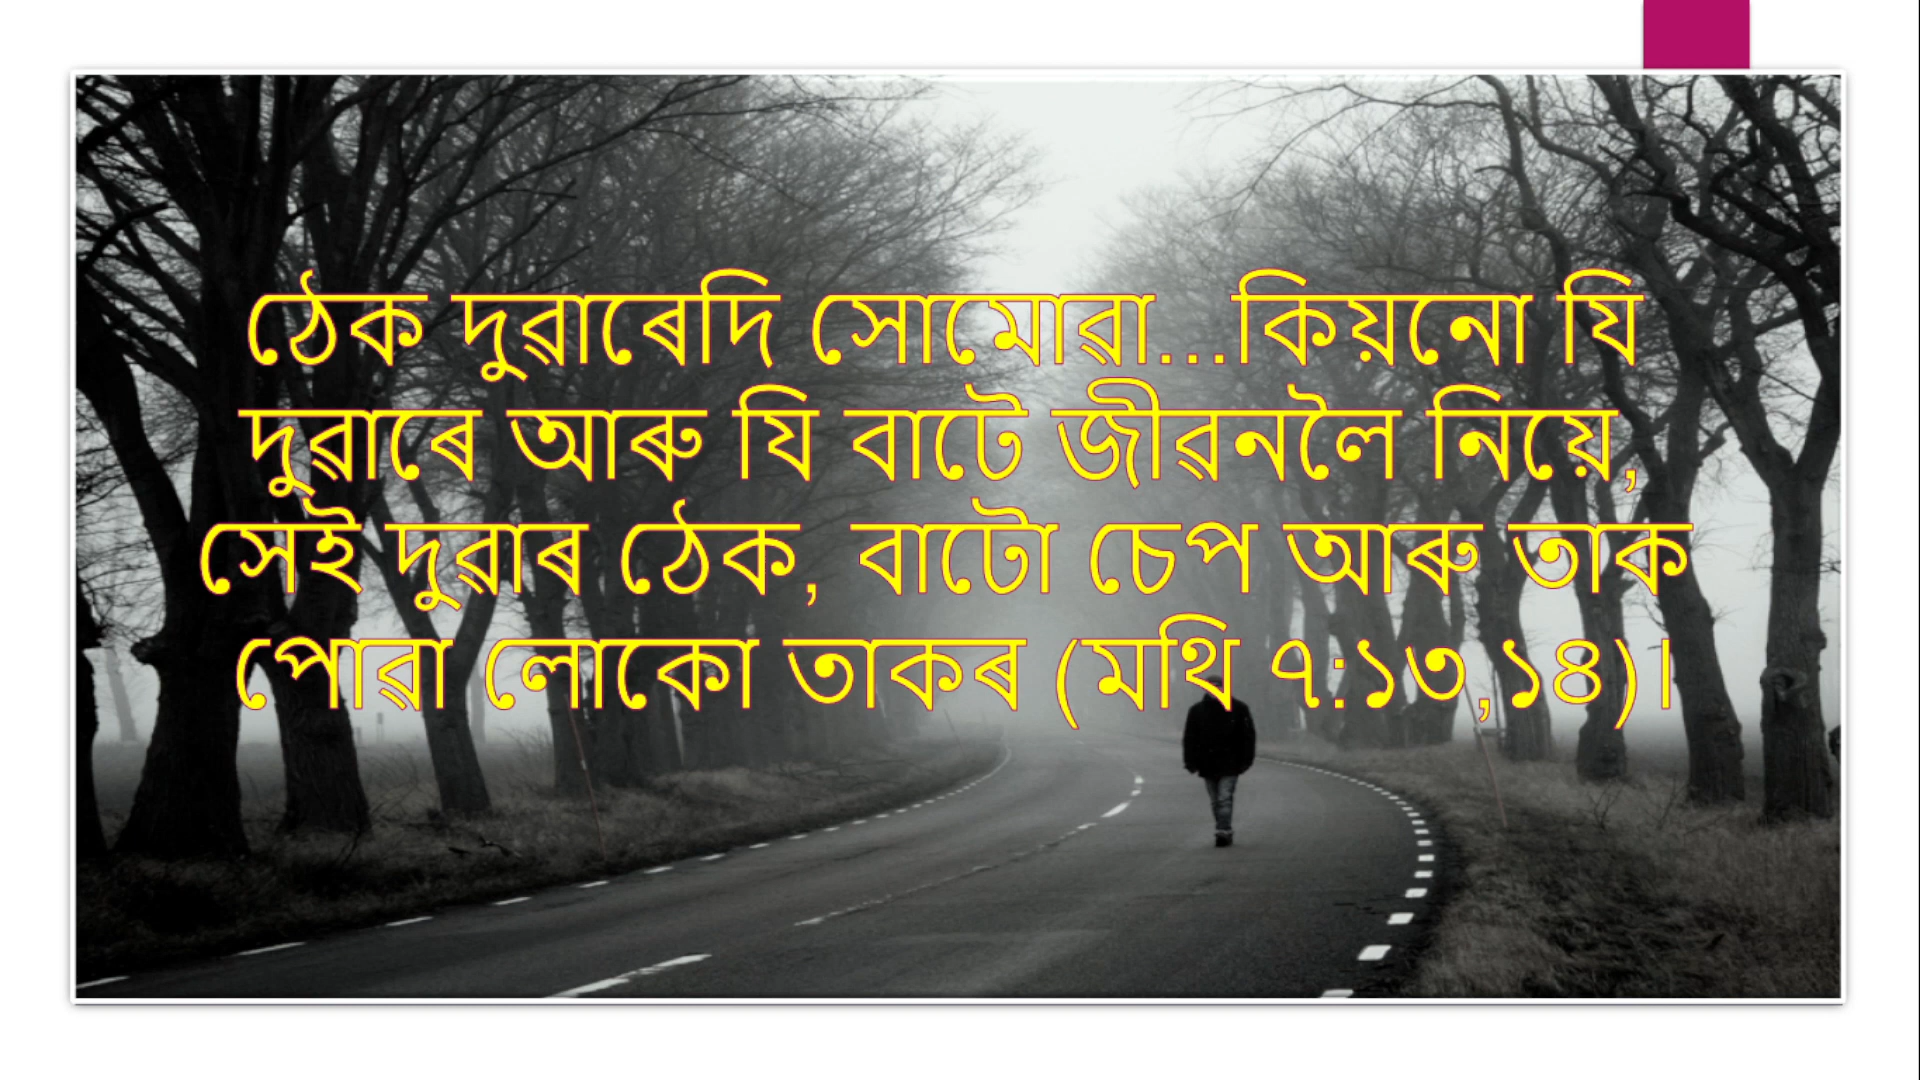 ঠেক দুৱাৰেদি সোমোৱা...কিয়নো যি
দুৱাৰে আৰু যি বাটে জীৱনলৈ নিয়ে,
সেই দুৱাৰ ঠেক, বাটো চেপ আৰু তাক
পোৱা লোকো তাকৰ (মথি ৭:১৩,১৪)।